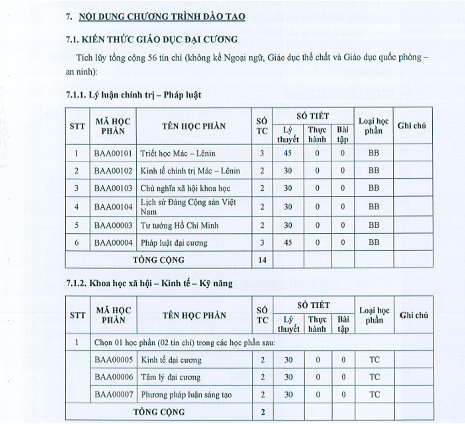 7. NỘI DUNG CHƯƠNG TRÌNH ĐÀO TẠO
7.1. KIẾN THỨC GIÁO DỤC ĐẠI CƯƠNG
Tích lũy tổng cộng 56 tín chỉ (không kể Ngoại ngữ, Giáo dục thể chất và Giáo dục quốc phòng –
an ninh):
7.1.1. Lý luận chính trị – Pháp luật
STT MÃ HỌC PHẦN TÊN HỌC PHẦN SỐ TC SỐ TIẾT Loại học phần Ghi chú
Lý thuyết Thực hành Bài tập
1 BAA00101 Triết học Mác – Lênin 3 45 0 0 BB
2 BAA00102 Kinh tế chính trị Mác – Lênin 2 30 0 0 BB
3 BAA00103 Chủ nghĩa xã hội khoa học 2 30 0 0 BB
4 BAA00104 Lịch sử Đảng Cộng sản Việt Nam 2 30 0 0 BB
5 BAA00003 Tư tưởng Hồ Chí Minh 2 30 0 0 BB
6 BAA00004 Pháp luật đại cương 3 45 0 0 BB
TỔNG CỘNG 14
7.1.2. Khoa học xã hội – Kinh tế – Kỹ năng
STT MÃ HỌC PHẦN TÊN HỌC PHẦN SỐ TC SỐ TIẾT Loại học phần Ghi chú
Lý thuyết Thực hành Bài tập
1 Chọn 01 học phần (02 tín chỉ) trong các học phần sau:
BAA00005 Kinh tế đại cương 2 30 0 0 TC
BAA00006 Tâm lý đại cương 2 30 0 0 TC
BAA00007 Phương pháp luận sáng tạo 2 30 0 0 TC
TỔNG CỘNG 2